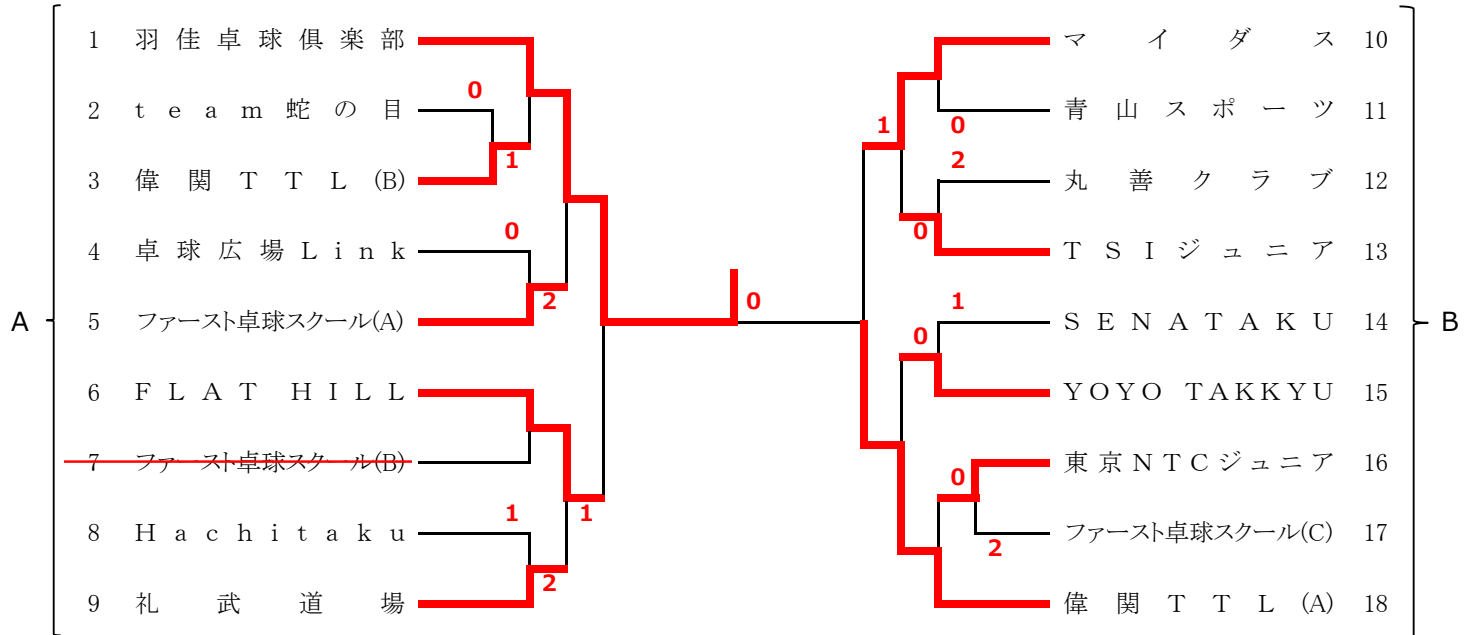 1 羽佳卓球俱楽部
0
2 team蛇の目
1
3 偉関TTL(B)
0
4 卓球広場Link
2
A
5 ファースト卓球スクール(A)
6 FLAT HILL
7 ファースト卓球スクール(B)
1
1
8 Hachitaku
2
9 礼武道場
0
マイダス 10
1
0
青山スポーツ 11
2
丸善クラブ 12
0
TSIジュニア 13
1
SENATAKU 14
B
0
YOYO TAKKYU 15
東京NTCジュニア 16
0
ファースト卓球スクール(C) 17
2
偉関TTL(A) 18